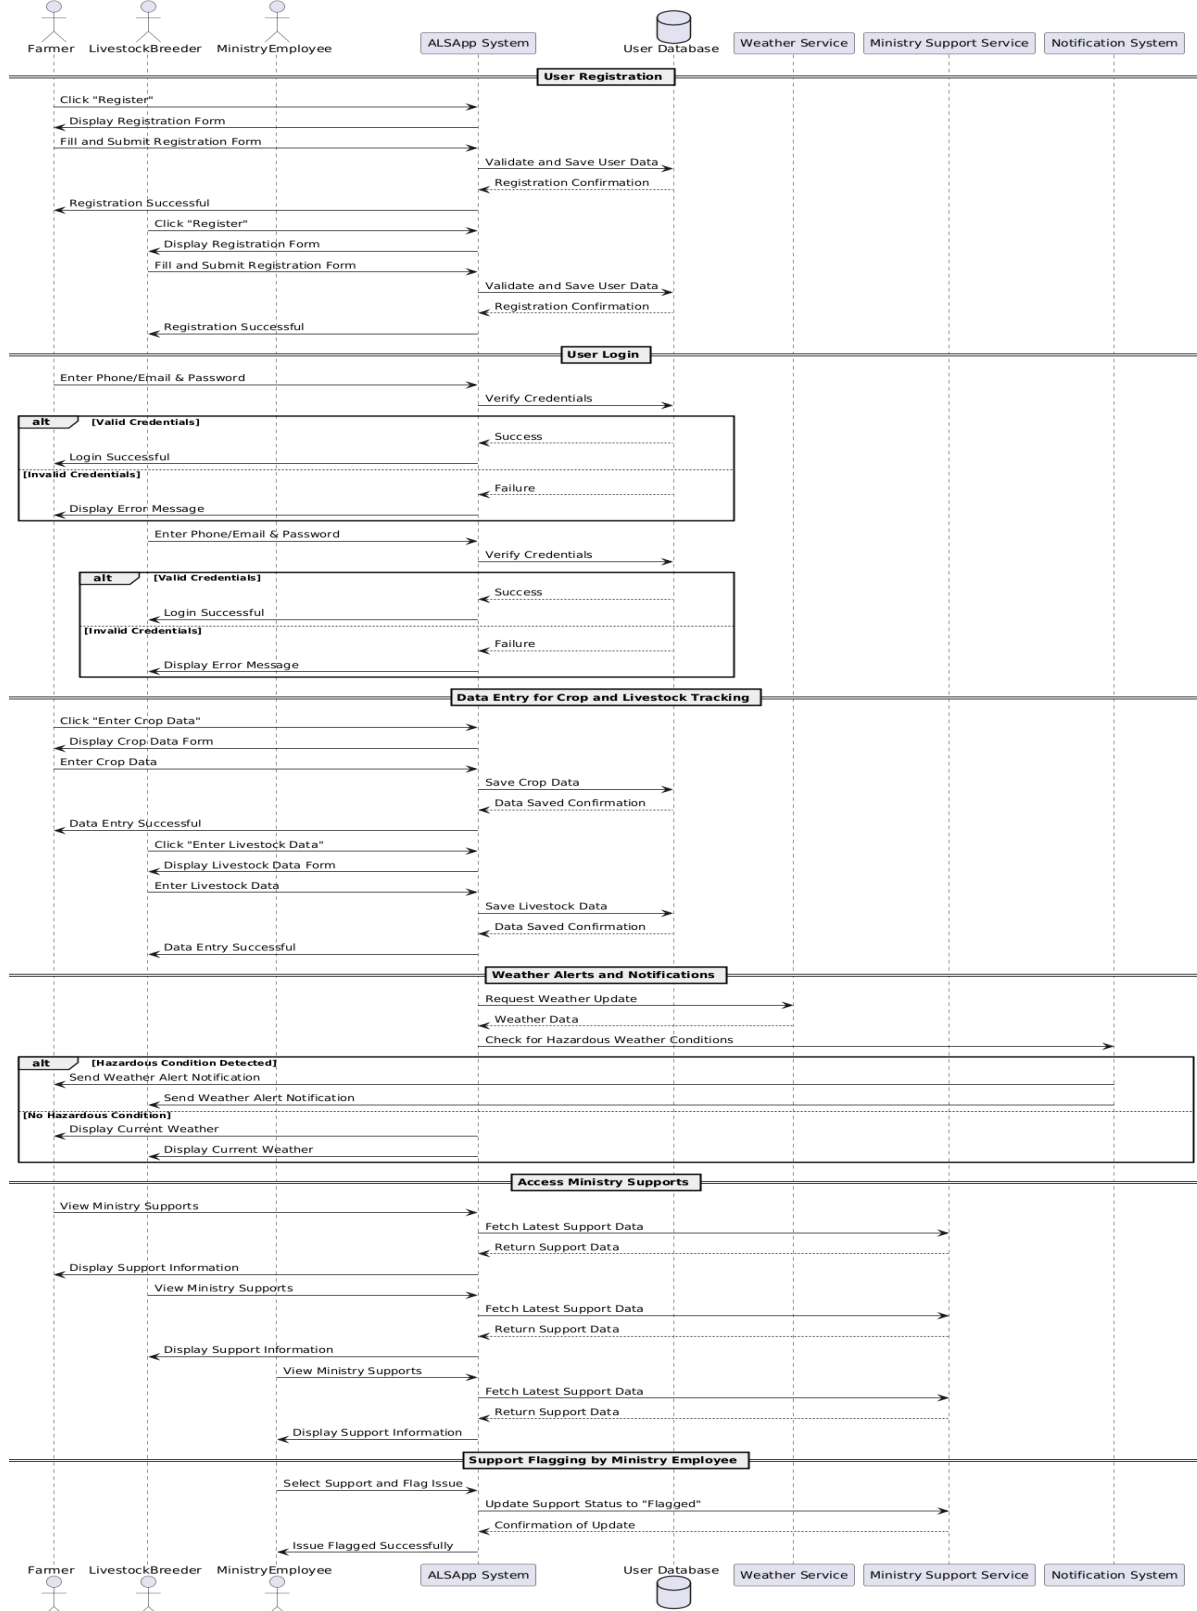 Farmer LivestockBreeder MinistryEmployee ALSApp System User Database Weather Service Ministry Support Service Notification System
User Registration
Click "Register"
Display Registration Form
Fill and Submit Registration Form
Validate and Save User Data
Registration Confirmation
Registration Successful
Click "Register"
Display Registration Form
Fill and Submit Registration Form
Validate and Save User Data
Registration Confirmation
Registration Successful
User Login
Enter Phone/Email & Password
Verify Credentials
alt [Valid Credentials]
Success
Login Successful
[Invalid Credentials]
Failure
Display Error Message
Enter Phone/Email & Password
Verify Credentials
alt [Valid Credentials]
Success
Login Successful
[Invalid Credentials]
Failure
Display Error Message
Data Entry for Crop and Livestock Tracking
Click "Enter Crop Data"
Display Crop Data Form
Enter Crop Data
Save Crop Data
Data Saved Confirmation
Data Entry Successful
Click "Enter Livestock Data"
Display Livestock Data Form
Enter Livestock Data
Save Livestock Data
Data Saved Confirmation
Data Entry Successful
Weather Alerts and Notifications
Request Weather Update
Weather Data
Check for Hazardous Weather Conditions
alt [Hazardous Condition Detected]
Send Weather Alert Notification
Send Weather Alert Notification
[No Hazardous Condition]
Display Current Weather
Display Current Weather
Access Ministry Supports
View Ministry Supports
Fetch Latest Support Data
Return Support Data
Display Support Information
View Ministry Supports
Fetch Latest Support Data
Return Support Data
Display Support Information
View Ministry Supports
Fetch Latest Support Data
Return Support Data
Display Support Information
Support Flagging by Ministry Employee
Select Support and Flag Issue
Update Support Status to "Flagged"
Confirmation of Update
Issue Flagged Successfully
Farmer LivestockBreeder MinistryEmployee ALSApp System User Database Weather Service Ministry Support Service Notification System